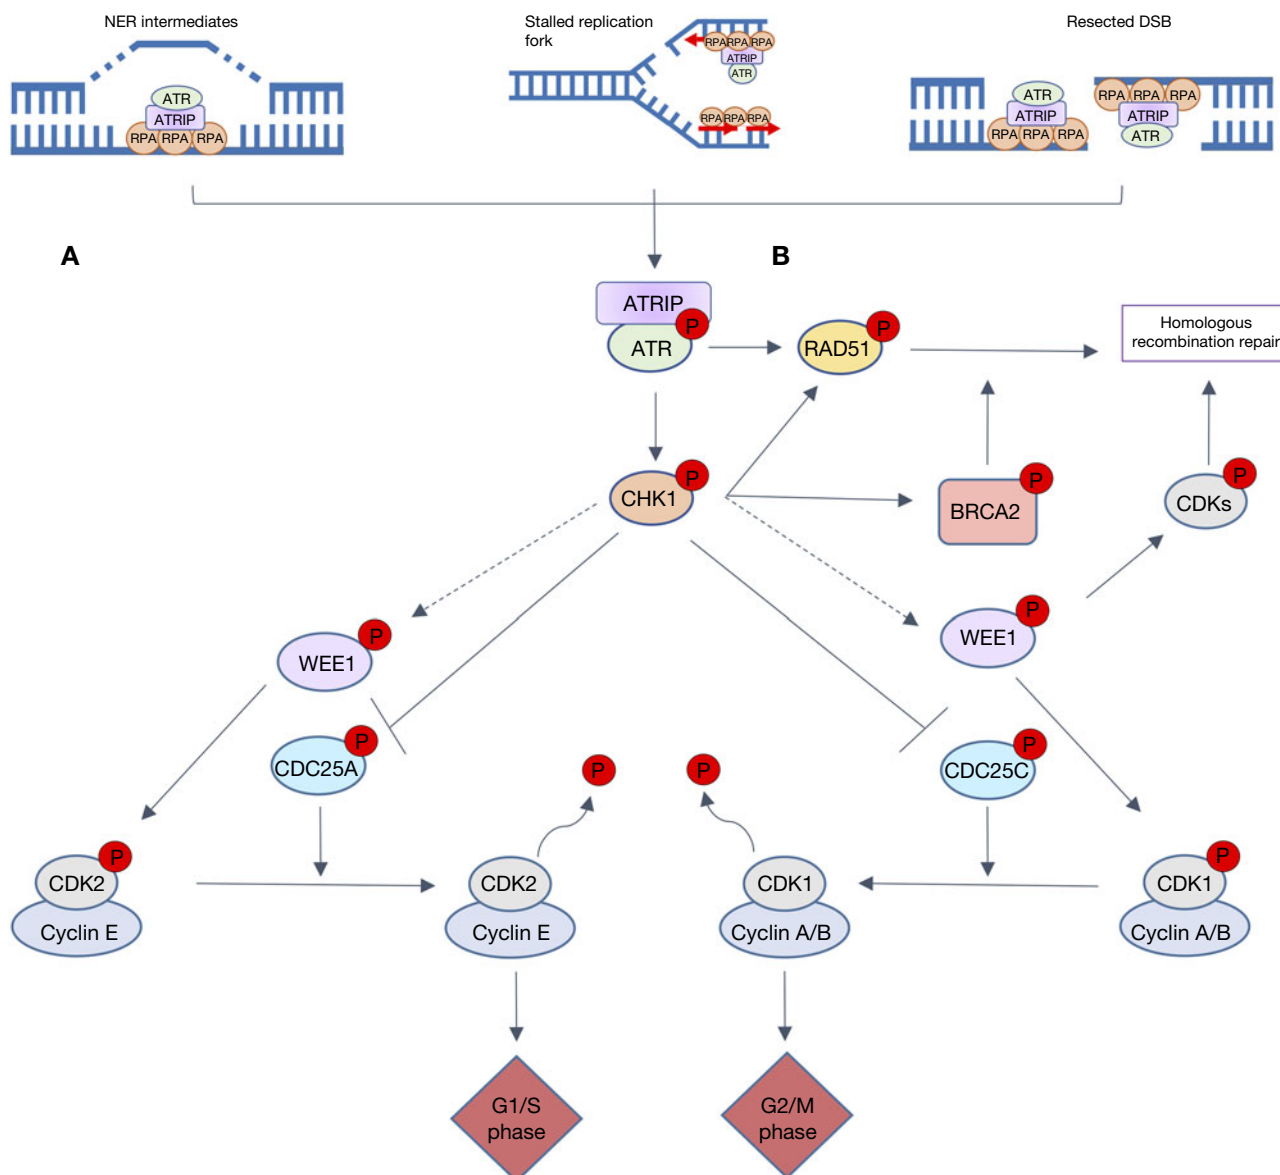 NER intermediates
Stalled replication
fork
Resected DSB
ATR
ATRIP
RPA RPA RPA
RPA RPA RPA
ATRIP
ATR
RPA RPA RPA
ATR
ATRIP
RPA RPA RPA
RPA RPA RPA
ATRIP
ATR
A
B
ATRIP
P
ATR
P
RAD51
Homologous
recombination repair
P
CHK1
P
BRCA2
P
CDKs
P
WEE1
P
WEE1
P
CDC25A
P
CDC25C
P
P
P
CDK2
Cyclin E
CDK2
Cyclin E
CDK1
Cyclin A/B
P
CDK1
Cyclin A/B
G1/S
phase
G2/M
phase